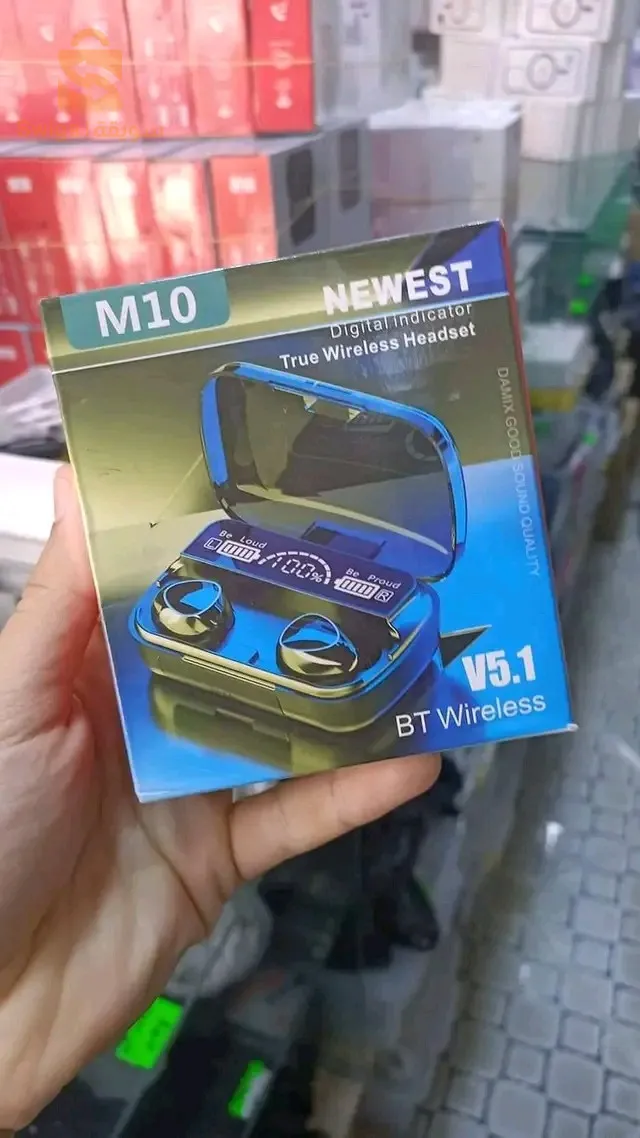 M10
NEWEST
Digital indicator
True Wireless Headset
DAMIX GOOD SOUND QUALITY
Be Loud
Be Proud
L
100%
R
V5.1
BT Wireless